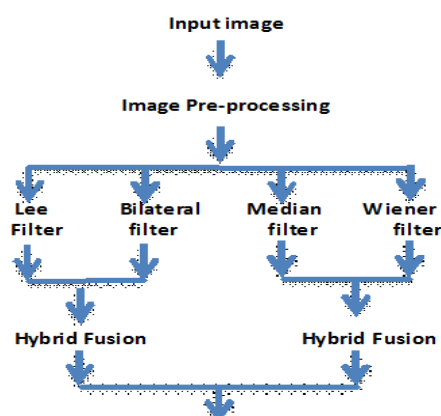 Input image
Image Pre-processing
Lee Filter
Bilateral filter
Median filter
Wiener filter
Hybrid Fusion
Hybrid Fusion